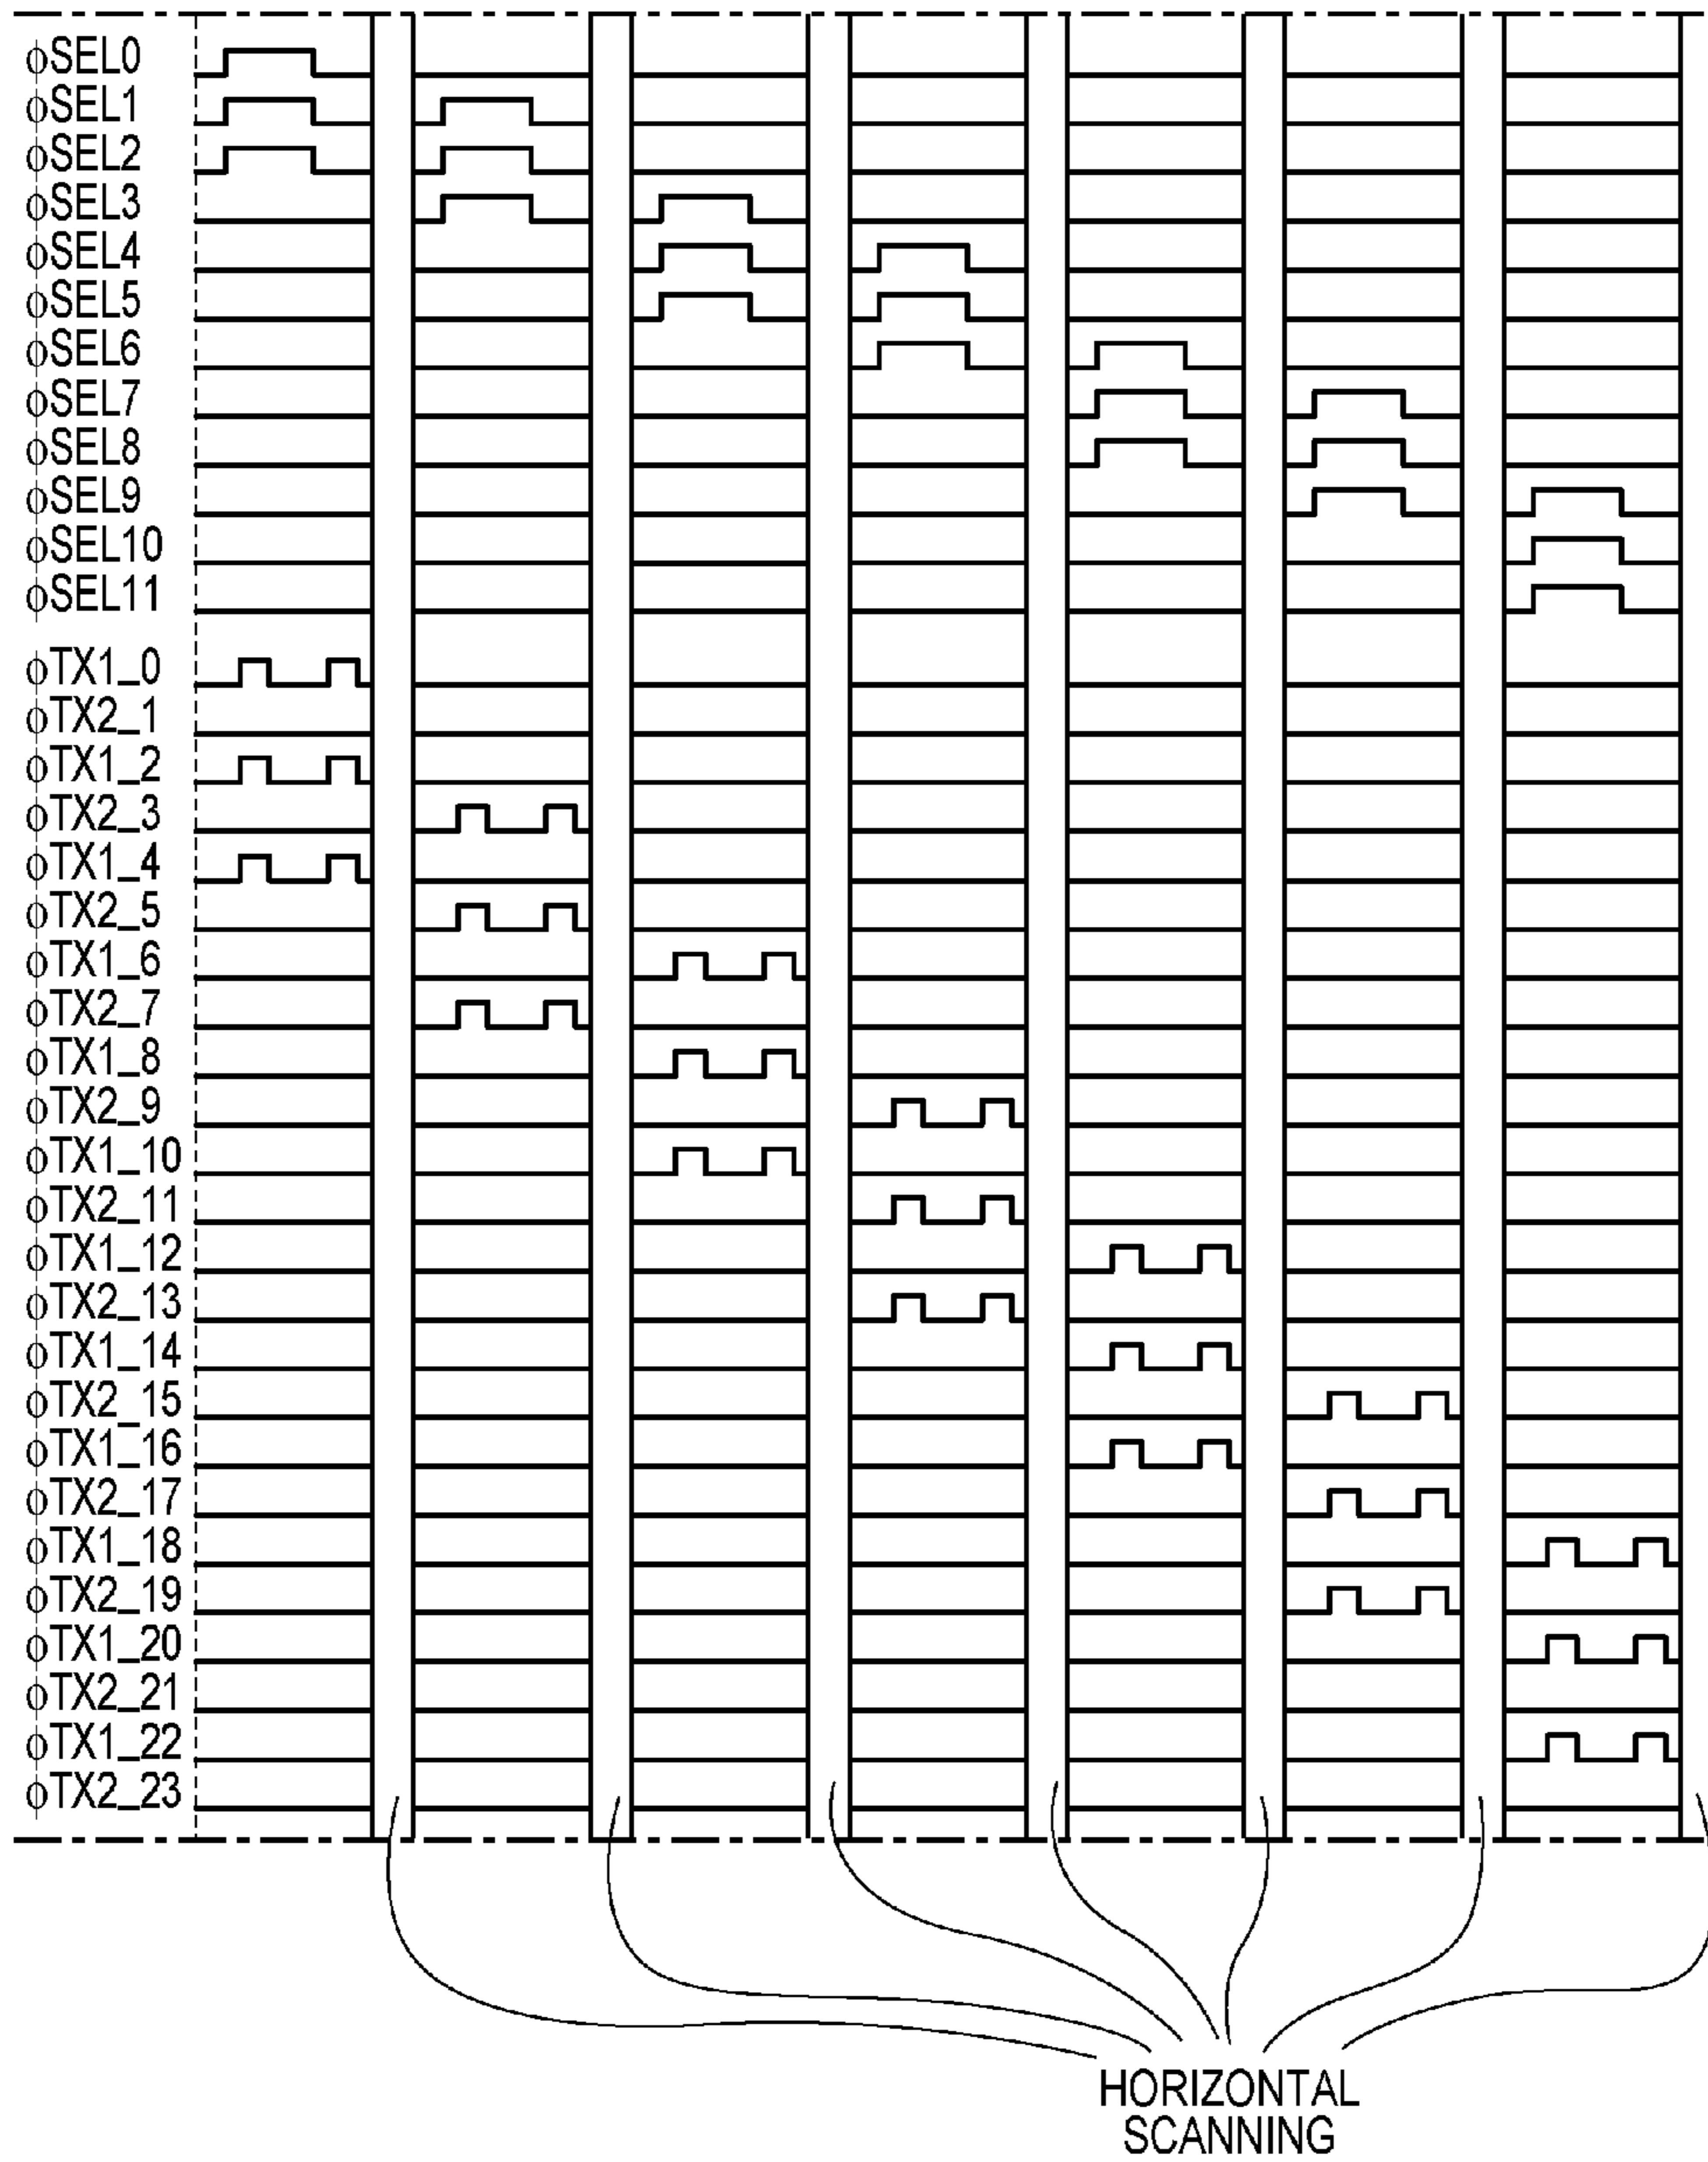 ϕSEL0
ϕSEL1
ϕSEL2
ϕSEL3
ϕSEL4
ϕSEL5
ϕSEL6
ϕSEL7
ϕSEL8
ϕSEL9
ϕSEL10
ϕSEL11
ϕTX1_0
ϕTX2_1
ϕTX1_2
ϕTX2_3
ϕTX1_4
ϕTX2_5
ϕTX1_6
ϕTX2_7
ϕTX1_8
ϕTX2_9
ϕTX1_10
ϕTX2_11
ϕTX1_12
ϕTX2_13
ϕTX1_14
ϕTX2_15
ϕTX1_16
ϕTX2_17
ϕTX1_18
ϕTX2_19
ϕTX1_20
ϕTX2_21
ϕTX1_22
ϕTX2_23
HORIZONTAL
SCANNING